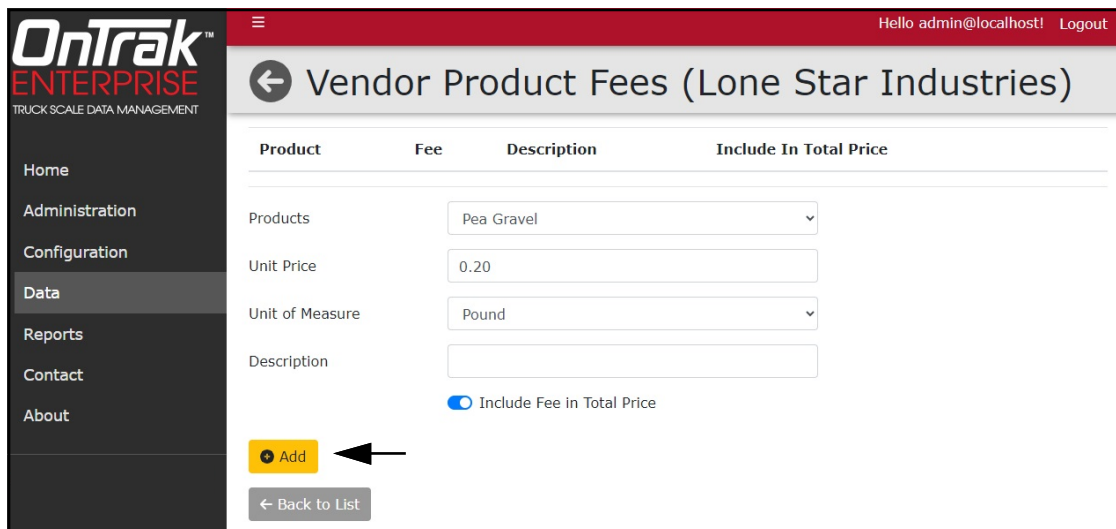 OnTrak™
ENTERPRISE
TRUCK SCALE DATA MANAGEMENT
Home
Administration
Configuration
Data
Reports
Contact
About
Hello admin@localhost! Logout
Vendor Product Fees (Lone Star Industries)
Product Fee Description Include In Total Price
Products Pea Gravel
Unit Price 0.20
Unit of Measure Pound
Description
Include Fee in Total Price
Add
← Back to List